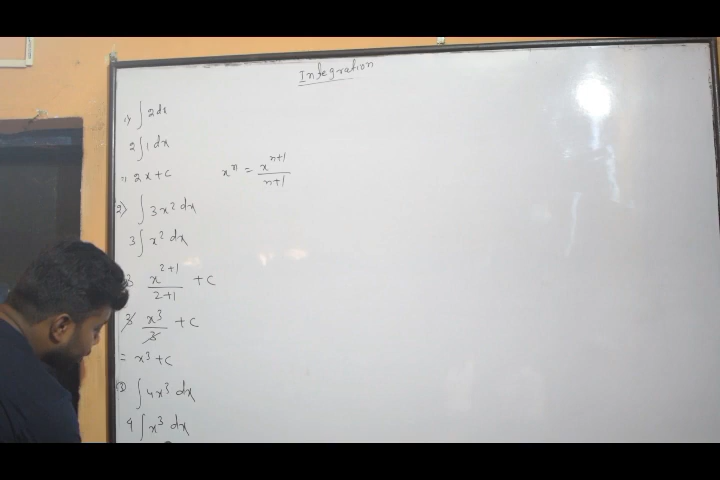 Integration
1) ∫ 2dx
2 ∫ 1 dx
= 2x + c
xⁿ = xⁿ⁺¹ / n+1
2) ∫ 3x² dx
3 ∫ x² dx
3 x²⁺¹ / 2+1 + c
3 x³ / 3 + c
= x³ + c
(3) ∫ 4x³ dx
4 ∫ x³ dx